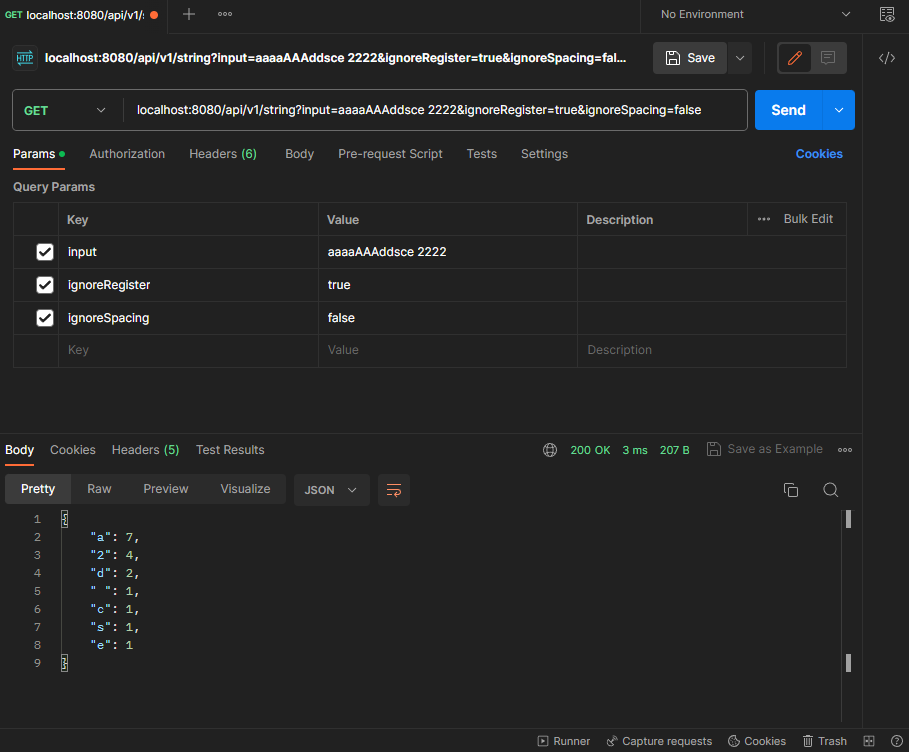 GET localhost:8080/api/v1/s
No Environment
HTTP localhost:8080/api/v1/string?input=aaaaAAAddsce 2222&ignoreRegister=true&ignoreSpacing=fal...
Save
GET localhost:8080/api/v1/string?input=aaaaAAAddsce 2222&ignoreRegister=true&ignoreSpacing=false
Send
Params Authorization Headers (6) Body Pre-request Script Tests Settings Cookies
Query Params
Key Value Description Bulk Edit
input aaaaAAAddsce 2222
ignoreRegister true
ignoreSpacing false
Key Value Description
Body Cookies Headers (5) Test Results 200 OK 3 ms 207 B Save as Example
Pretty Raw Preview Visualize JSON
1 {
2 "a": 7,
3 "2": 4,
4 "d": 2,
5 " ": 1,
6 "c": 1,
7 "s": 1,
8 "e": 1
9 }
Runner Capture requests Cookies Trash